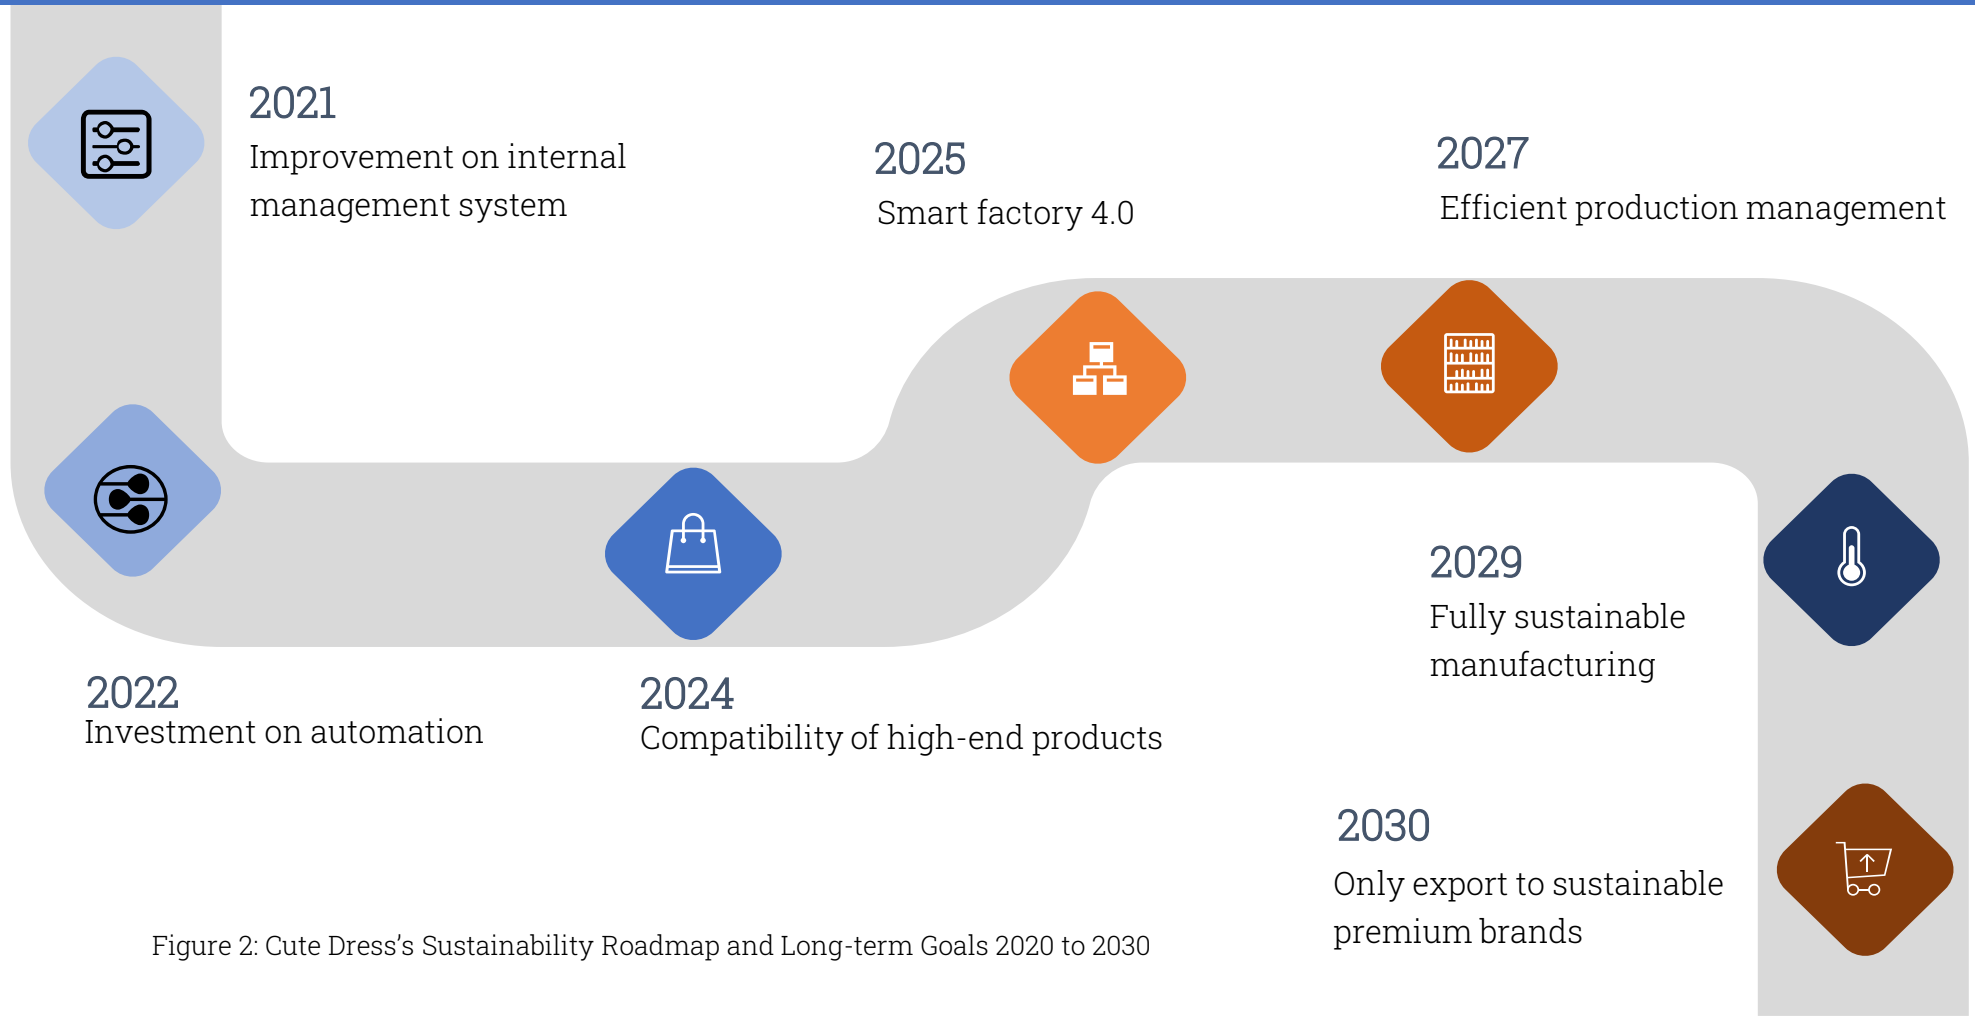 2021
Improvement on internal
management system
2025
Smart factory 4.0
2027
Efficient production management
2022
Investment on automation
2024
Compatibility of high-end products
2029
Fully sustainable
manufacturing
2030
Only export to sustainable
premium brands
Figure 2: Cute Dress’s Sustainability Roadmap and Long-term Goals 2020 to 2030